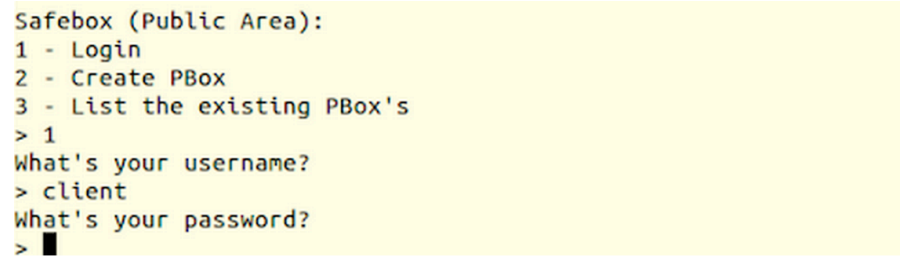 Safebox (Public Area):
1 - Login
2 - Create PBox
3 - List the existing PBox's
> 1
What's your username?
> client
What's your password?
>